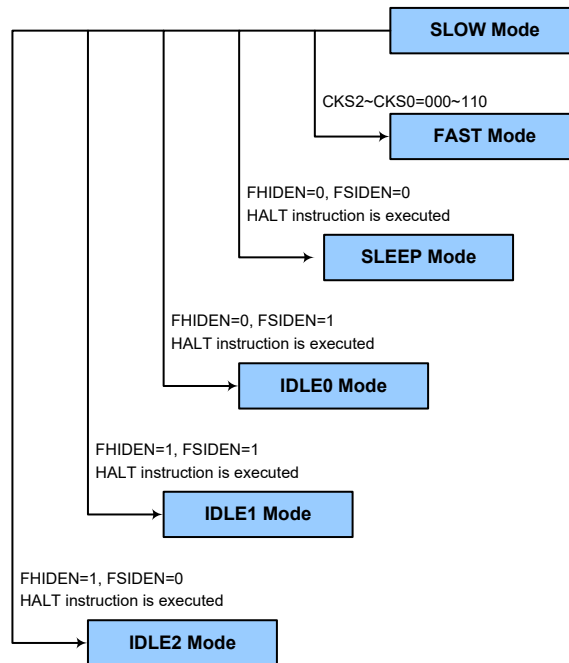 SLOW Mode
CKS2~CKS0=000~110
FAST Mode
FHIDEN=0, FSIDEN=0
HALT instruction is executed
SLEEP Mode
FHIDEN=0, FSIDEN=1
HALT instruction is executed
IDLE0 Mode
FHIDEN=1, FSIDEN=1
HALT instruction is executed
IDLE1 Mode
FHIDEN=1, FSIDEN=0
HALT instruction is executed
IDLE2 Mode